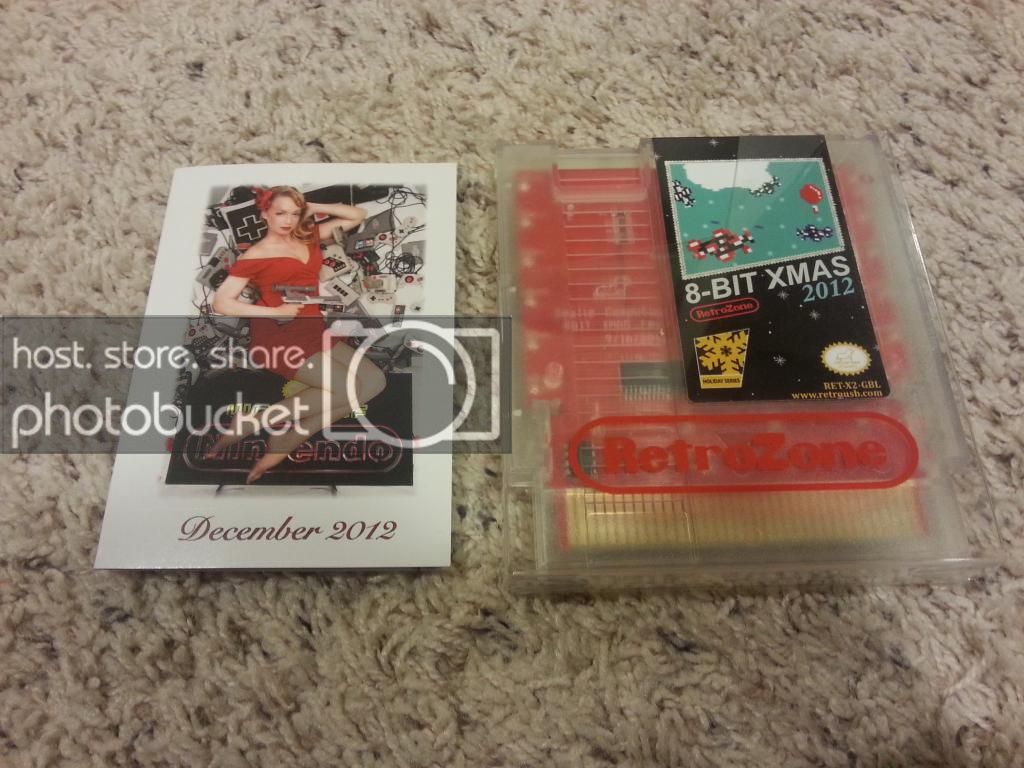 host. store. share.
photobucket
December 2012
8-BIT XMAS
2012
RetroZone
HOLIDAY SERIES
RET-X2-GBL
www.retrousb.com
RetroZone